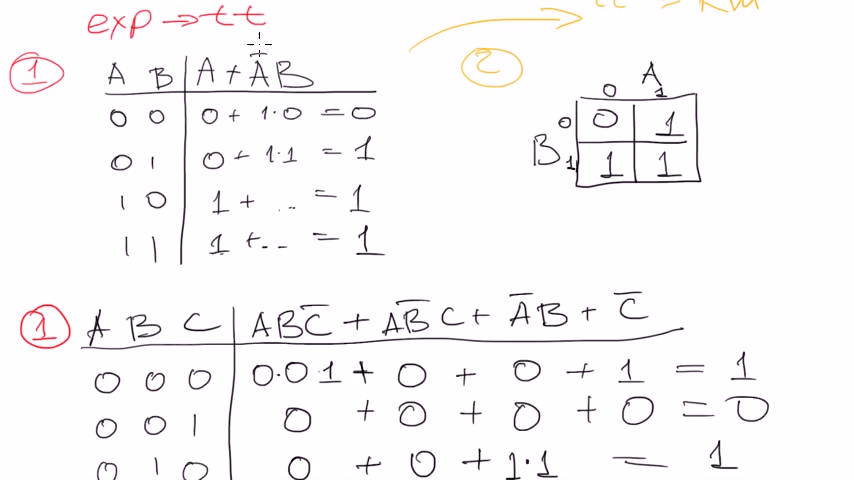 exp → tt
① A B | A + A̅B
0 0 | 0 + 1·0 = 0
0 1 | 0 + 1·1 = 1
1 0 | 1 + .. = 1
1 1 | 1 +.. = 1
②
A
0 1
B 0 | 0 | 1
1 | 1 | 1
① A B C | ABC̅ + AB̅C + A̅B + C̅
0 0 0 | 0·0 1 + 0 + 0 + 1 = 1
0 0 1 | 0 + 0 + 0 + 0 = 0
0 1 0 | 0 + 0 + 1·1 = 1